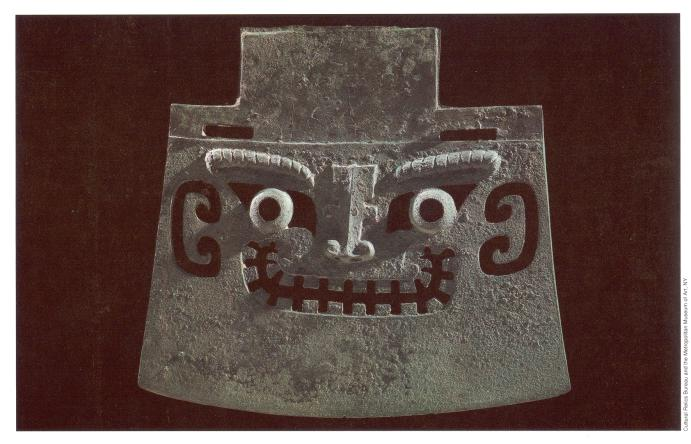 Cultural Relics Bureau and the Metropolitan Museum of Art, NY